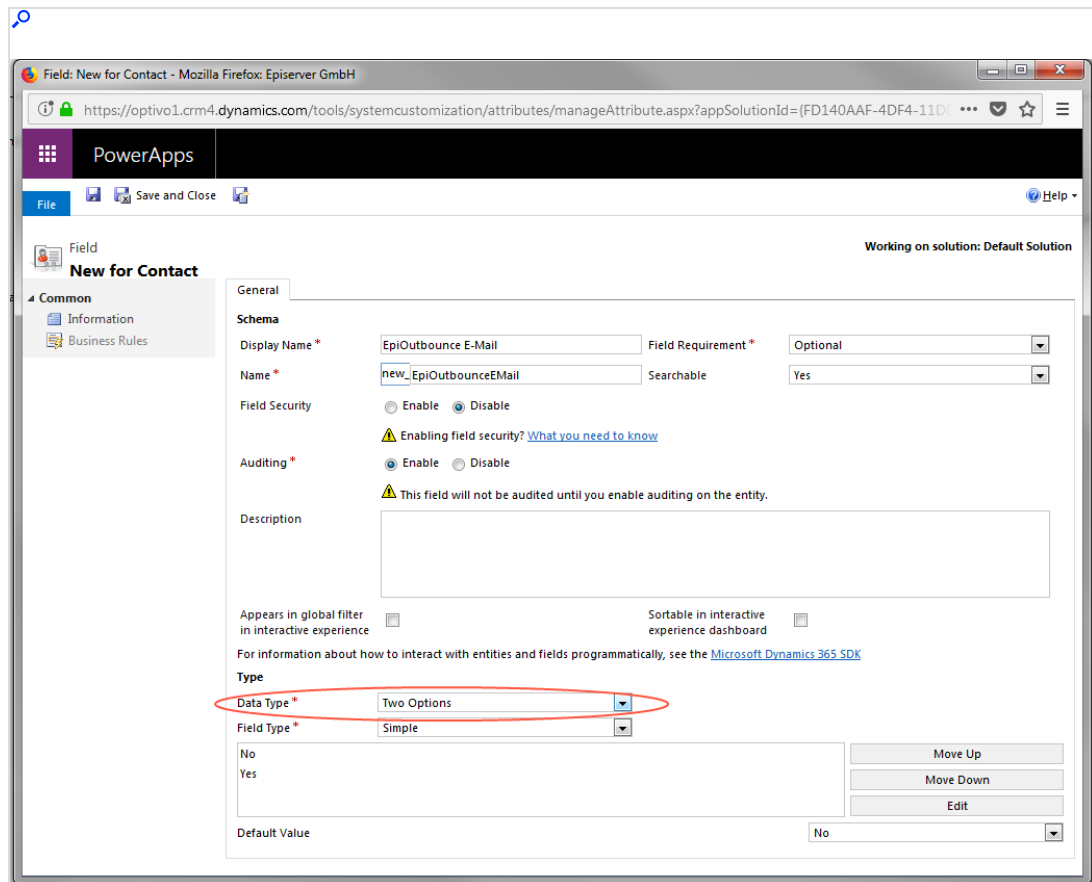 Field: New for Contact - Mozilla Firefox: Episerver GmbH
https://optivo1.crm4.dynamics.com/tools/systemcustomization/attributes/manageAttribute.aspx?appSolutionId={FD140AAF-4DF4-11D
PowerApps
File Save and Close Help
Field
New for Contact
Working on solution: Default Solution
Common
Information
Business Rules
General
Schema
Display Name * EpiOutbounce E-Mail Field Requirement * Optional
Name * new_ EpiOutbounceEMail Searchable Yes
Field Security Enable Disable
Enabling field security? What you need to know
Auditing * Enable Disable
This field will not be audited until you enable auditing on the entity.
Description
Appears in global filter
in interactive experience
Sortable in interactive
experience dashboard
For information about how to interact with entities and fields programmatically, see the Microsoft Dynamics 365 SDK
Type
Data Type * Two Options
Field Type * Simple
No
Yes
Move Up
Move Down
Edit
Default Value No